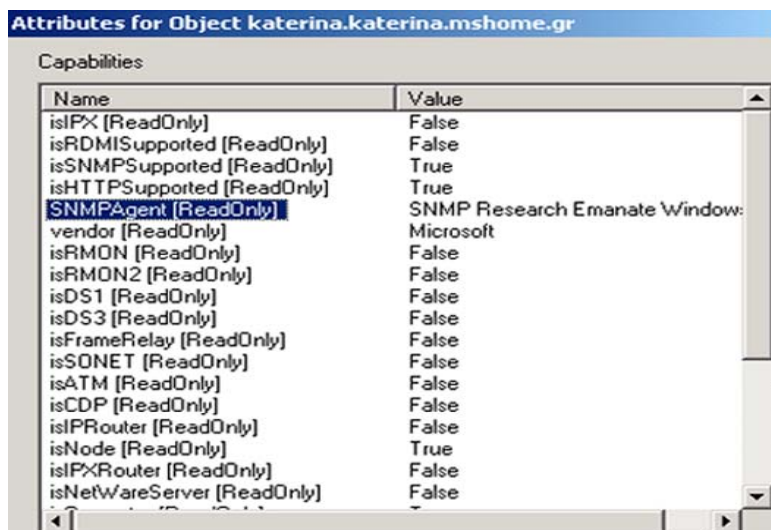 Attributes for Object katerina.katerina.mshome.gr
Capabilities
Name Value
isIPX [ReadOnly] False
isRDMISupported [ReadOnly] False
isSNMPSupported [ReadOnly] True
isHTTPSupported [ReadOnly] True
SNMPAgent [ReadOnly] SNMP Research Emanate Windows
vendor [ReadOnly] Microsoft
isRMON [ReadOnly] False
isRMON2 [ReadOnly] False
isDS1 [ReadOnly] False
isDS3 [ReadOnly] False
isFrameRelay [ReadOnly] False
isSONET [ReadOnly] False
isATM [ReadOnly] False
isCDP [ReadOnly] False
isIPRouter [ReadOnly] False
isNode [ReadOnly] True
isIPXRouter [ReadOnly] False
isNetWareServer [ReadOnly] False